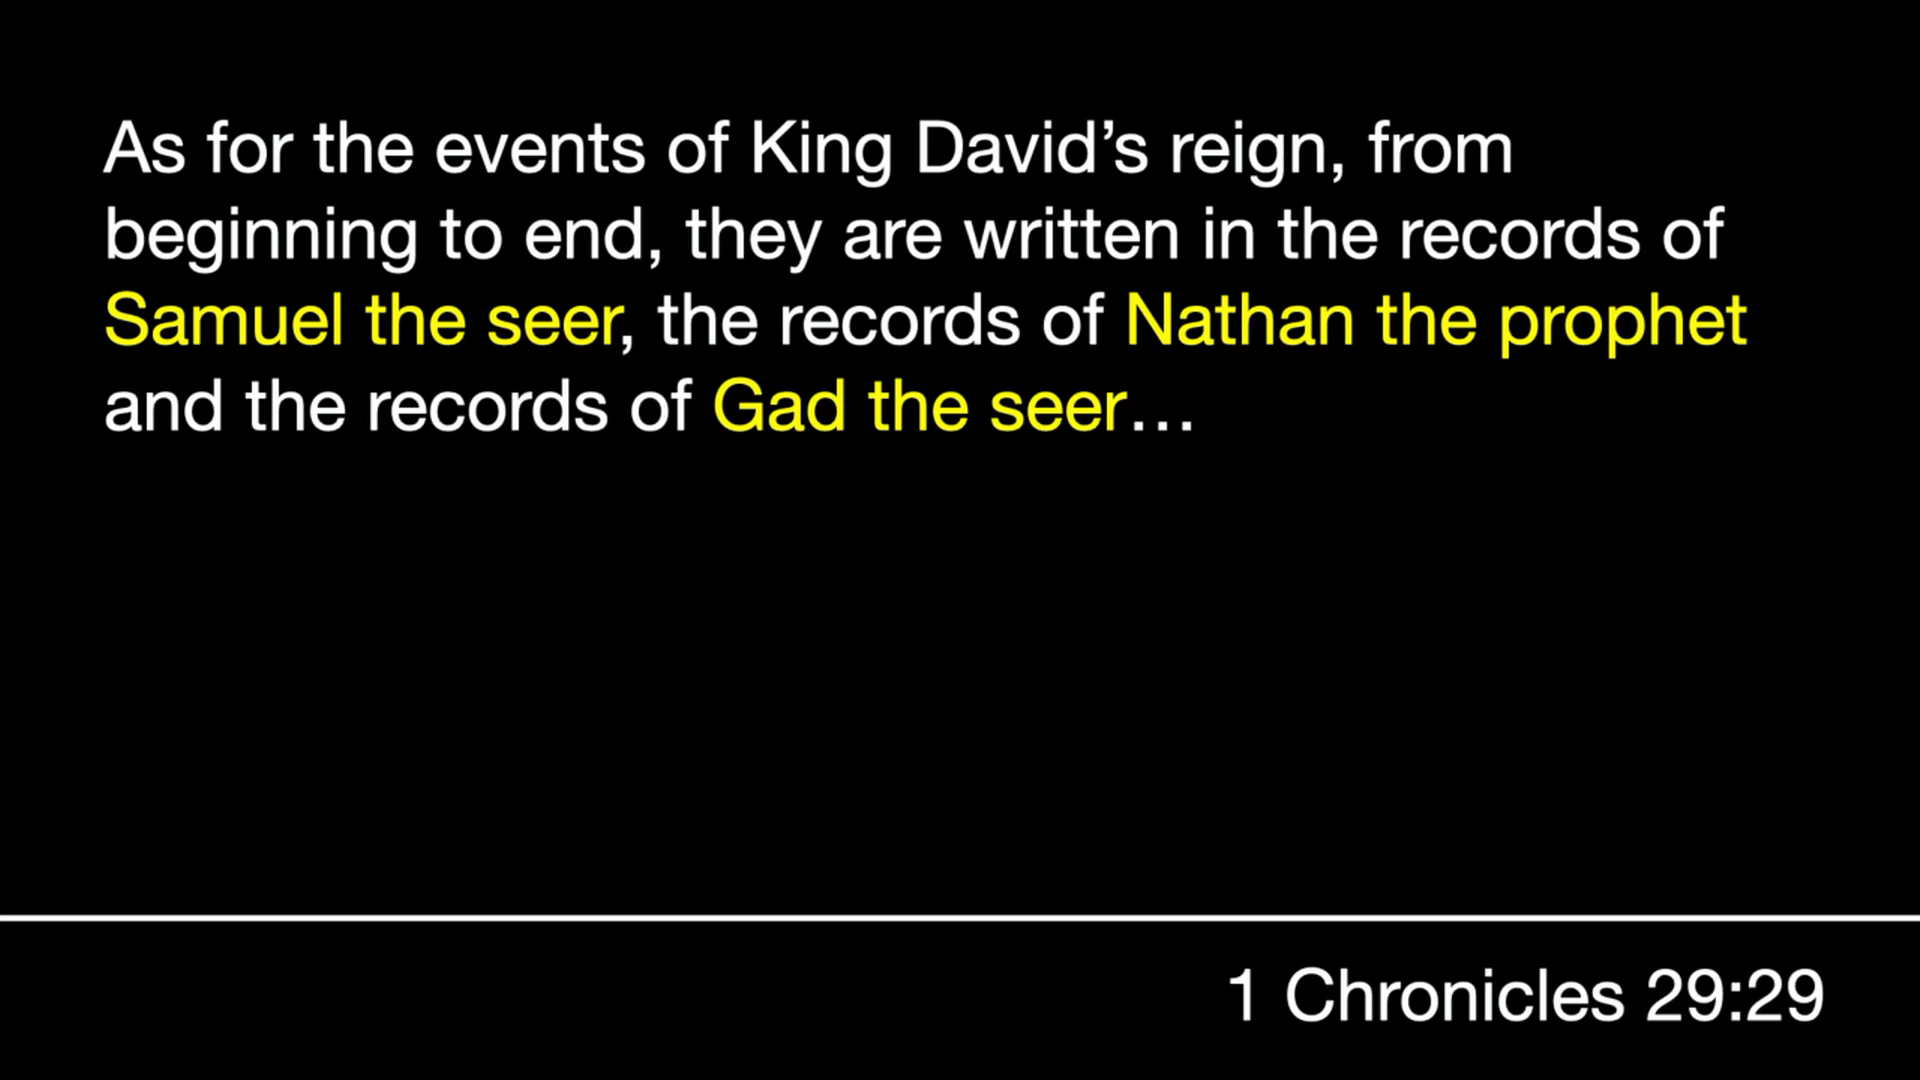 As for the events of King David’s reign, from
beginning to end, they are written in the records of
Samuel the seer, the records of Nathan the prophet
and the records of Gad the seer…
1 Chronicles 29:29